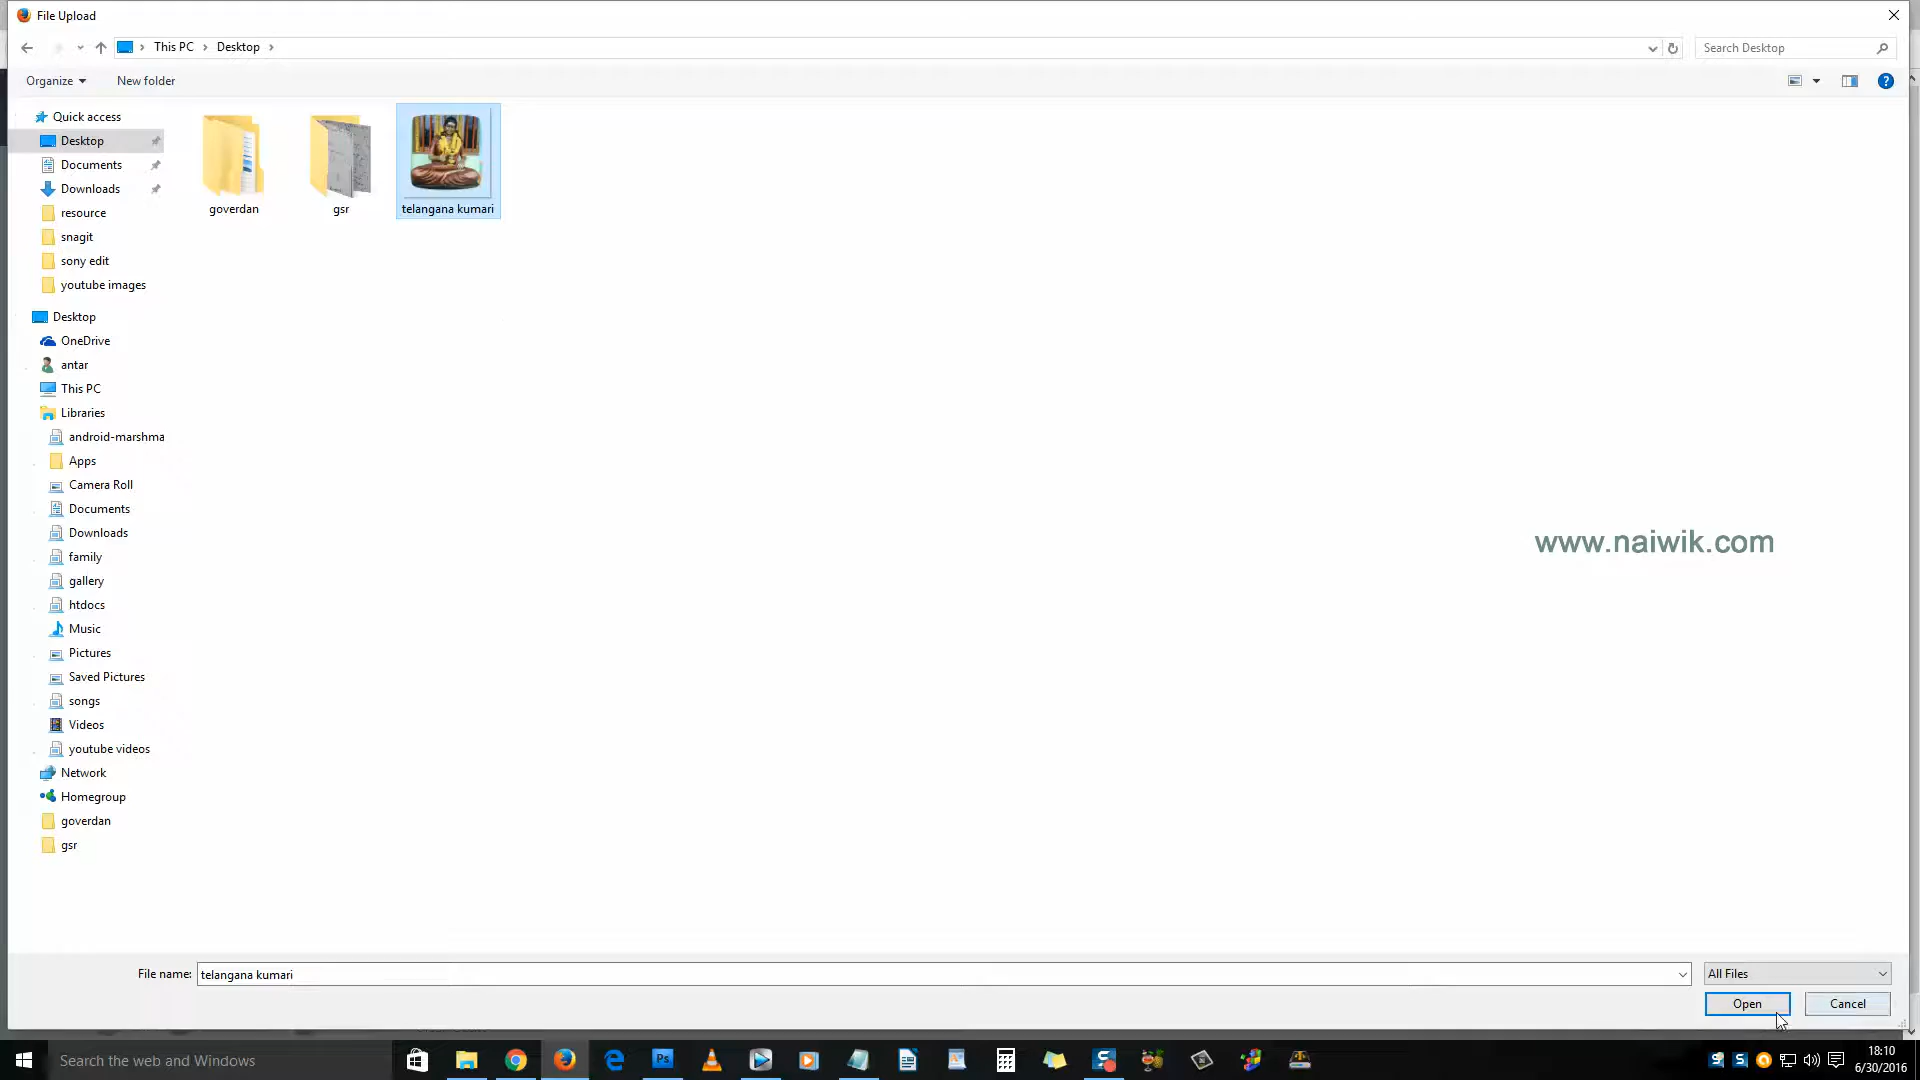 File Upload
This PC
Desktop
Search Desktop
Organize
New folder
Quick access
Desktop
Documents
Downloads
resource
snagit
sony edit
youtube images
Desktop
OneDrive
antar
This PC
Libraries
android-marshma
Apps
Camera Roll
Documents
Downloads
family
gallery
htdocs
Music
Pictures
Saved Pictures
songs
Videos
youtube videos
Network
Homegroup
goverdan
gsr
goverdan
gsr
telangana kumari
www.naiwik.com
File name: telangana kumari
All Files
Open
Cancel
Search the web and Windows
18:10
6/30/2016